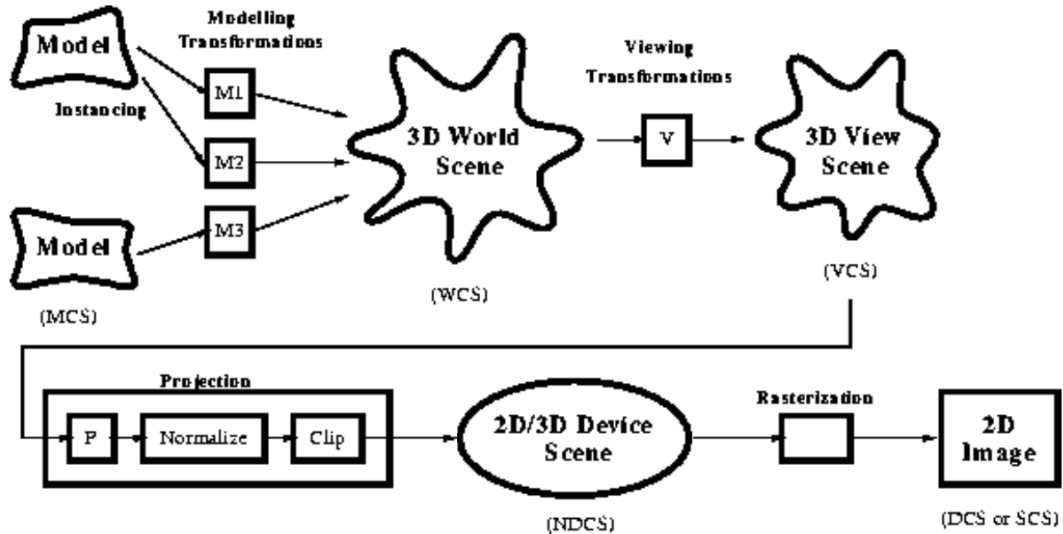 Model
Modelling
Transformations
M1
Instancing
M2
3D World
Scene
Viewing
Transformations
V
3D View
Scene
Model
M3
(MCS)
(WCS)
(VCS)
Projection
P
Normalize
Clip
2D/3D Device
Scene
Rasterization
2D
Image
(NDCS)
(DCS or SCS)